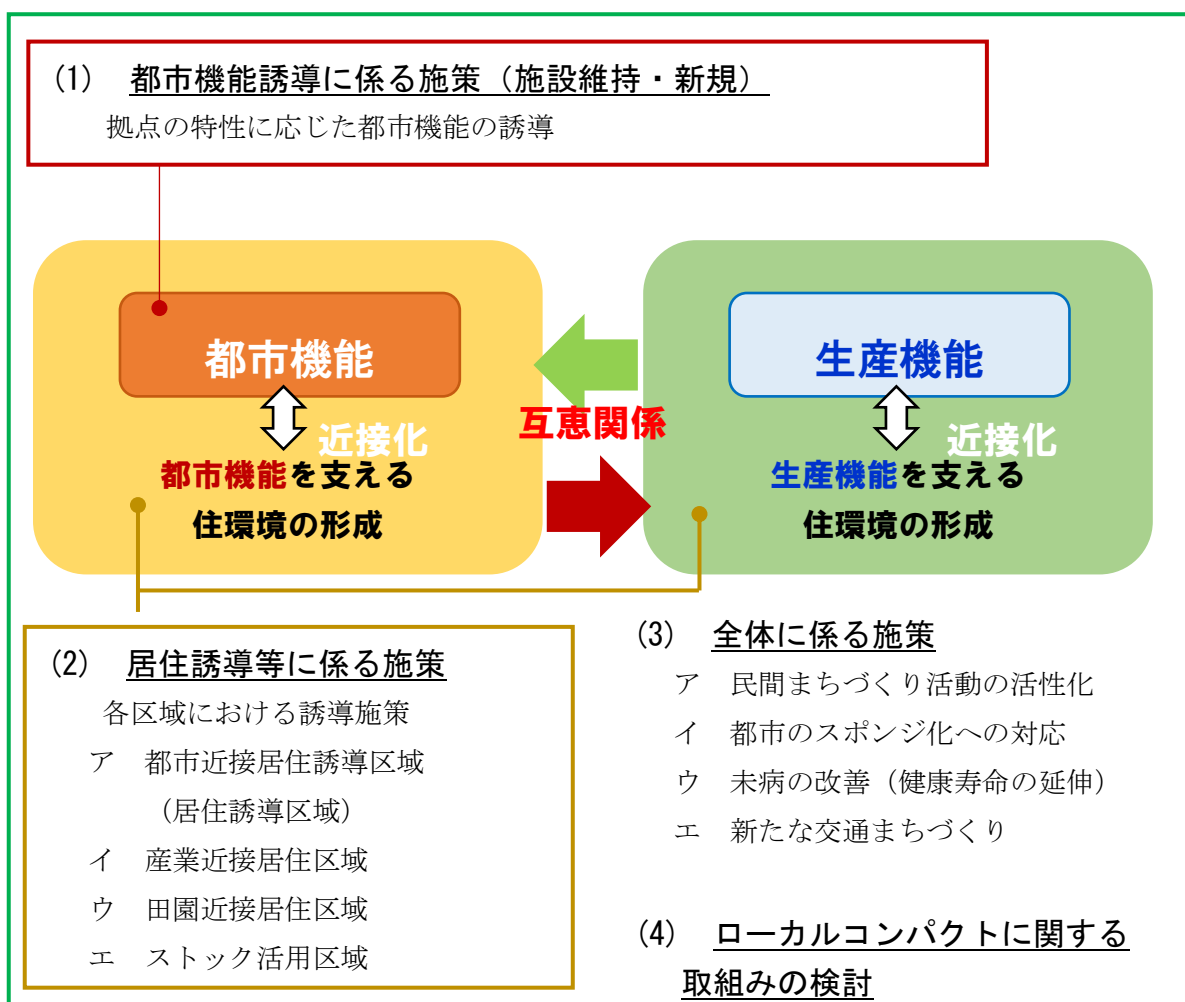 (1) 都市機能誘導に係る施策（施設維持・新規）
拠点の特性に応じた都市機能の誘導
都市機能
近接化
都市機能を支える
住環境の形成
互恵関係
生産機能
近接化
生産機能を支える
住環境の形成
(2) 居住誘導等に係る施策
各区域における誘導施策
ア 都市近接居住誘導区域
（居住誘導区域）
イ 産業近接居住区域
ウ 田園近接居住区域
エ ストック活用区域
(3) 全体に係る施策
ア 民間まちづくり活動の活性化
イ 都市のスポンジ化への対応
ウ 未病の改善（健康寿命の延伸）
エ 新たな交通まちづくり
(4) ローカルコンパクトに関する
取組みの検討